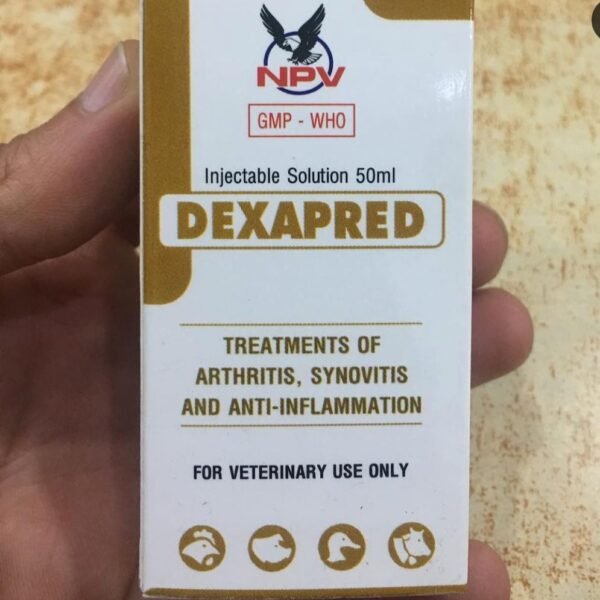 NPV
GMP - WHO
Injectable Solution 50ml
DEXAPRED
TREATMENTS OF
ARTHRITIS, SYNOVITIS
AND ANTI-INFLAMMATION
FOR VETERINARY USE ONLY